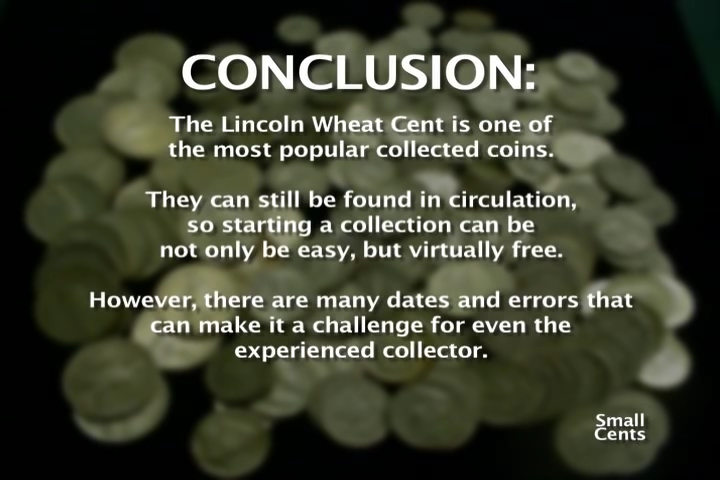 CONCLUSION:
The Lincoln Wheat Cent is one of
the most popular collected coins.
They can still be found in circulation,
so starting a collection can be
not only be easy, but virtually free.
However, there are many dates and errors that
can make it a challenge for even the
experienced collector.
Small
Cents